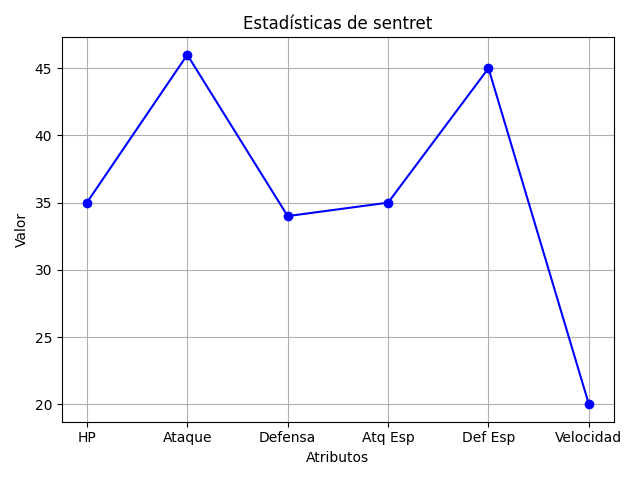 Estadísticas de sentret
Valor
45
40
35
30
25
20
HP Ataque Defensa Atq Esp Def Esp Velocidad
Atributos